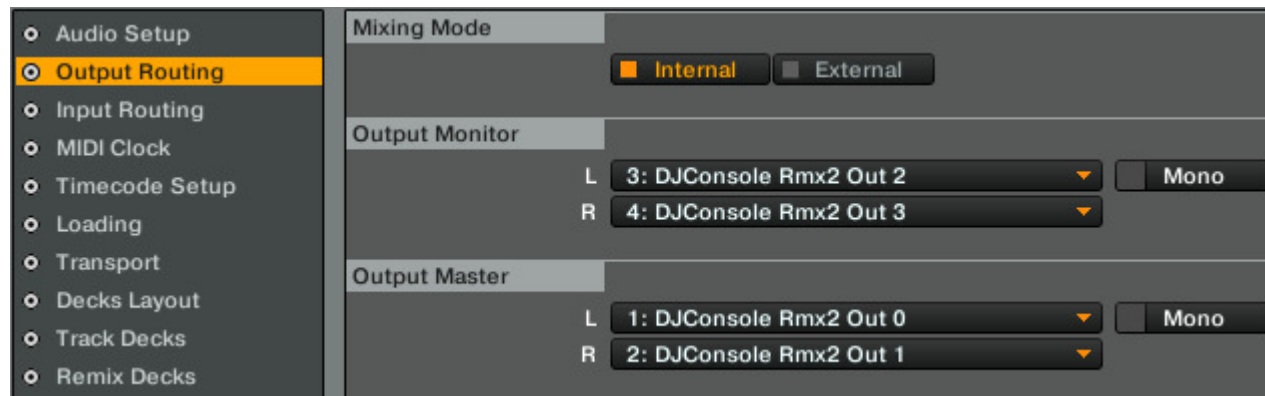 Audio Setup
Output Routing
Input Routing
MIDI Clock
Timecode Setup
Loading
Transport
Decks Layout
Track Decks
Remix Decks
Mixing Mode
Internal External
Output Monitor
L 3: DJConsole Rmx2 Out 2 Mono
R 4: DJConsole Rmx2 Out 3
Output Master
L 1: DJConsole Rmx2 Out 0 Mono
R 2: DJConsole Rmx2 Out 1